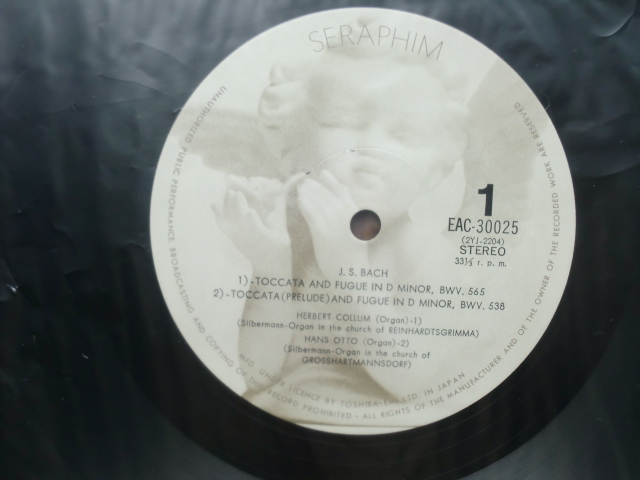 SERAPHIM
1
EAC-30025
(2YJ-2204)
STEREO
33⅓ r. p. m.
J. S. BACH
1)-TOCCATA AND FUGUE IN D MINOR, BWV. 565
2)-TOCCATA (PRELUDE) AND FUGUE IN D MINOR, BWV. 538
HERBERT COLLUM (Organ)-1)
(Silbermann-Organ in the church of REINHARDTSGRIMMA)
HANS OTTO (Organ)-2)
(Silbermann-Organ in the church of
GROSSHARTMANNSDORF)
UNAUTHORIZED PUBLIC PERFORMANCE, BROADCASTING AND COPYING OF THIS RECORD PROHIBITED · ALL RIGHTS OF THE MANUFACTURER AND OF THE OWNER OF THE RECORDED WORK ARE RESERVED
MFD. UNDER LICENCE BY TOSHIBA-EMI LTD. IN JAPAN